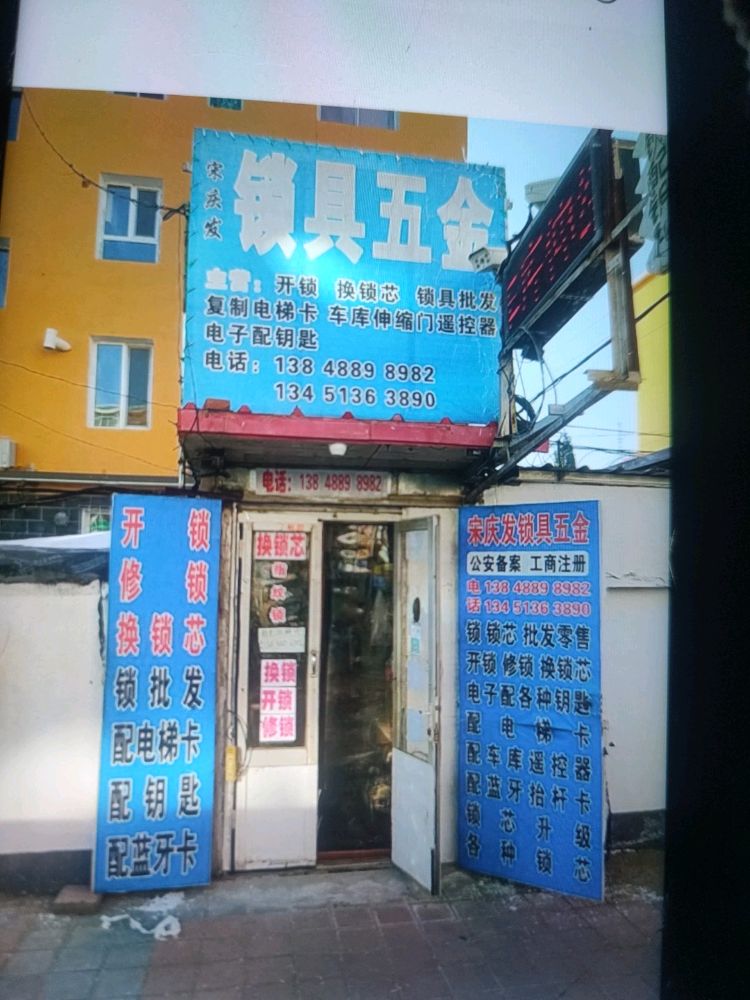 宋庆发
锁具五金
主营：开锁 换锁芯 锁具批发
复制电梯卡 车库伸缩门遥控器
电子配钥匙
电话：138 4889 8982
134 5136 3890
电话：138 4889 8982
开锁
修锁
换锁芯
锁批发
配电梯卡
配钥匙
配蓝牙卡
换锁芯
指纹锁
换锁
开锁
修锁
宋庆发锁具五金
公安备案 工商注册
电 138 4889 8982
话 134 5136 3890
锁锁芯 批发零售
开锁 修锁 换锁芯
电子配各种钥匙
配电梯卡
配车库遥控器
配蓝牙抬杆卡
锁芯升级
各种锁芯